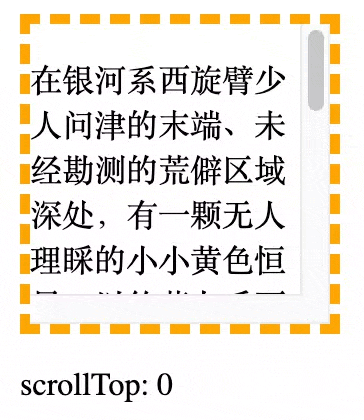 在银河系西旋臂少
人问津的末端、未
经勘测的荒僻区域
深处，有一颗无人
理睬的小小黄色恒
scrollTop: 0